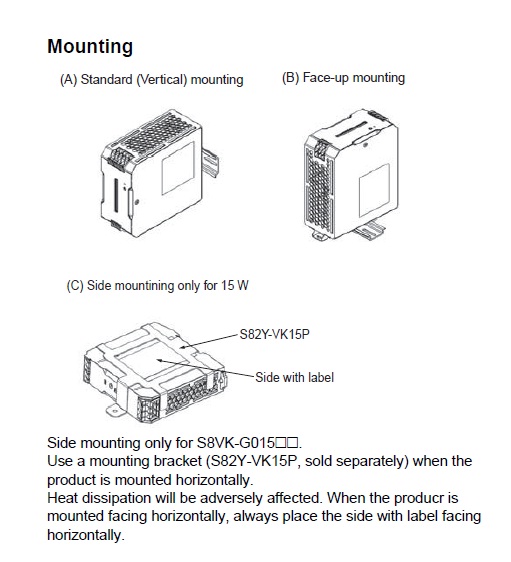 Mounting
(A) Standard (Vertical) mounting
(B) Face-up mounting
(C) Side mountining only for 15 W
S82Y-VK15P
Side with label
Side mounting only for S8VK-G015□□.
Use a mounting bracket (S82Y-VK15P, sold separately) when the
product is mounted horizontally.
Heat dissipation will be adversely affected. When the producr is
mounted facing horizontally, always place the side with label facing
horizontally.